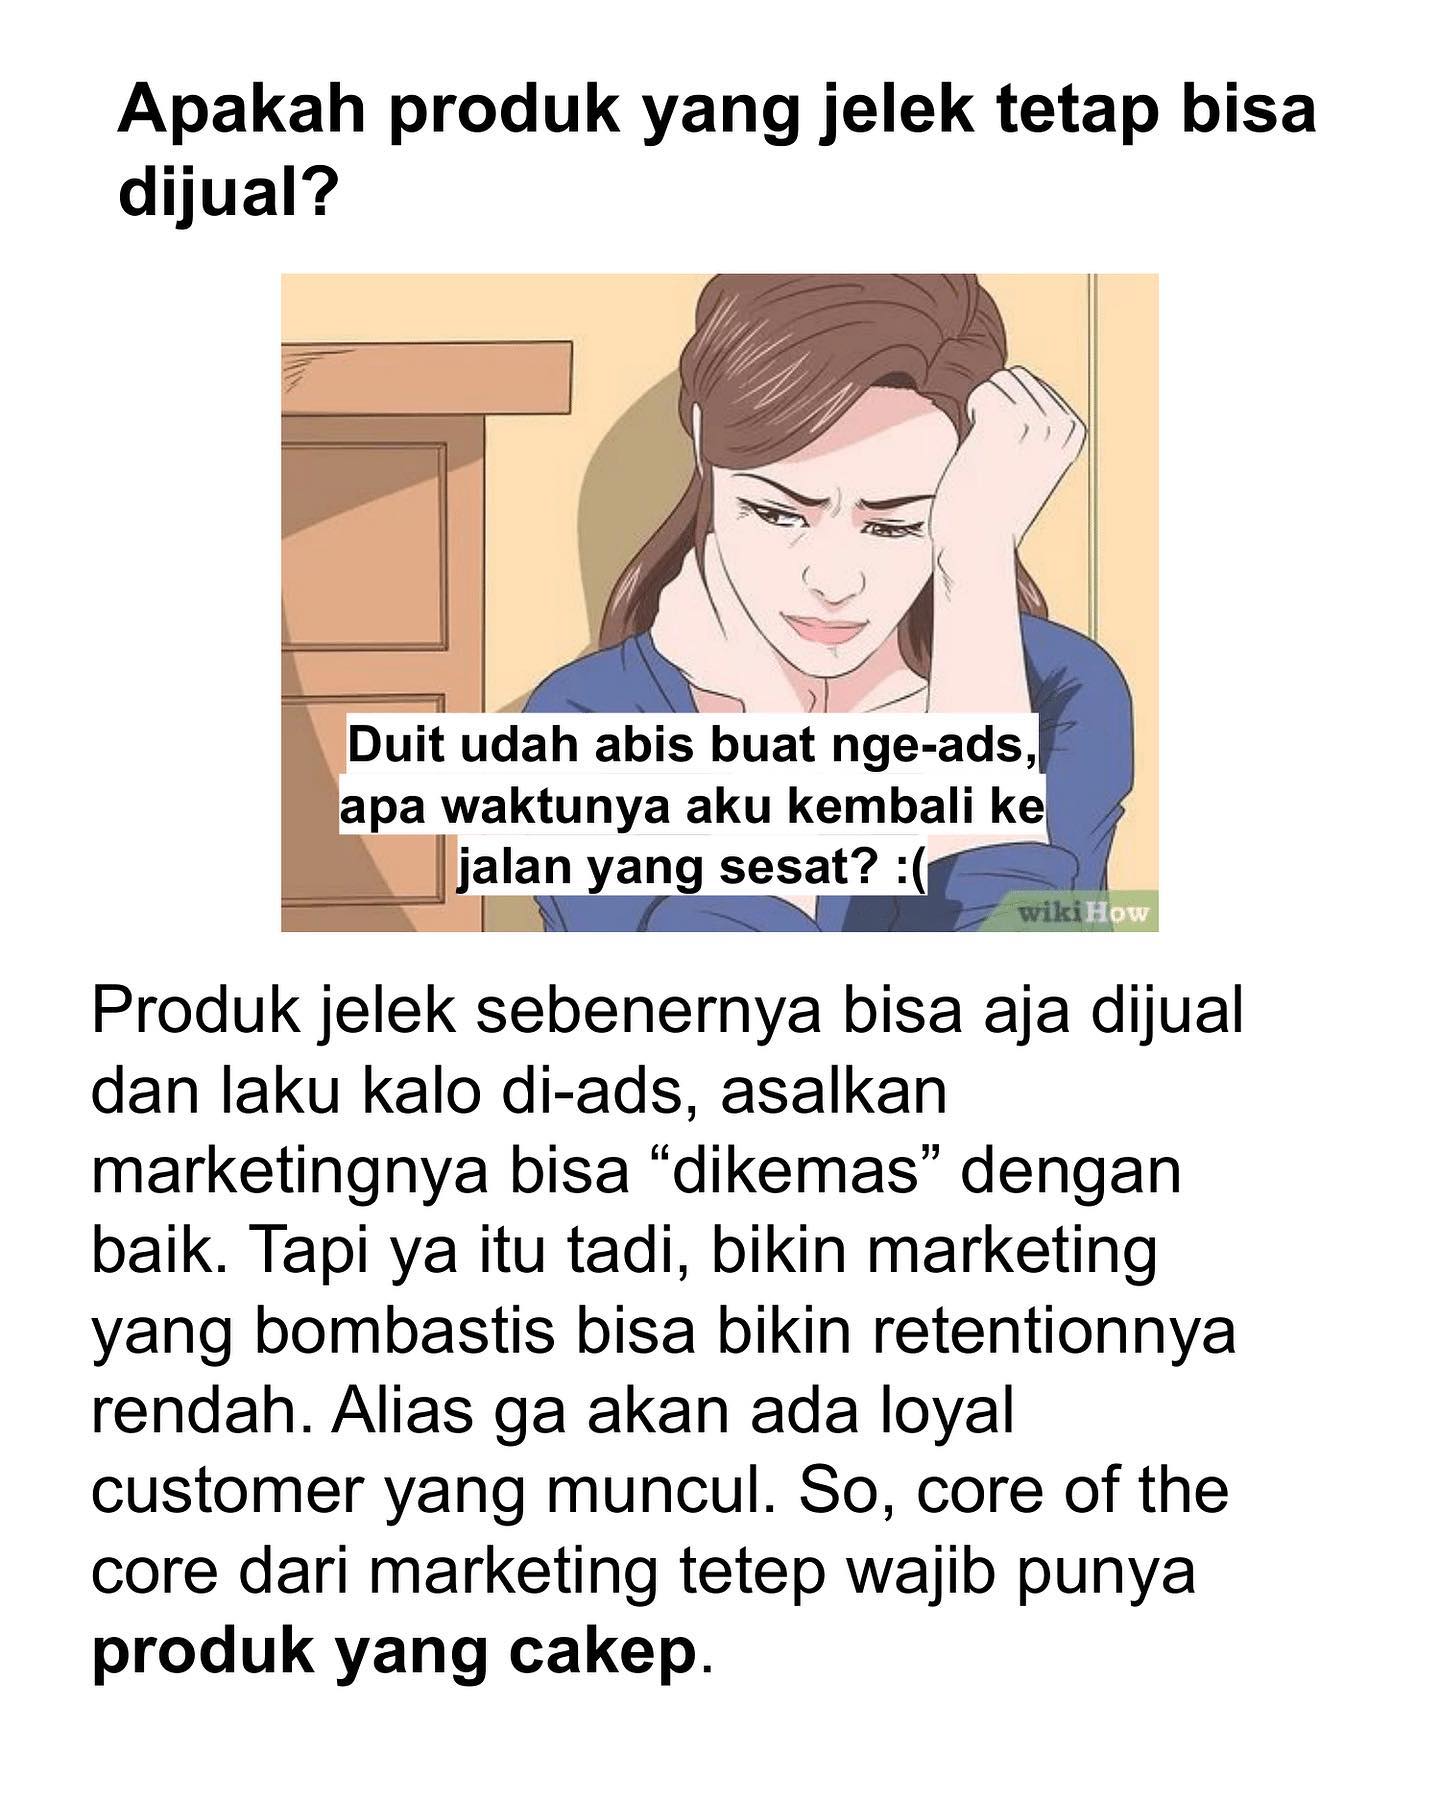 Apakah produk yang jelek tetap bisa
dijual?
Duit udah abis buat nge-ads,
apa waktunya aku kembali ke
jalan yang sesat? :(
wikiHow
Produk jelek sebenernya bisa aja dijual
dan laku kalo di-ads, asalkan
marketingnya bisa “dikemas” dengan
baik. Tapi ya itu tadi, bikin marketing
yang bombastis bisa bikin retentionnya
rendah. Alias ga akan ada loyal
customer yang muncul. So, core of the
core dari marketing tetep wajib punya
produk yang cakep.